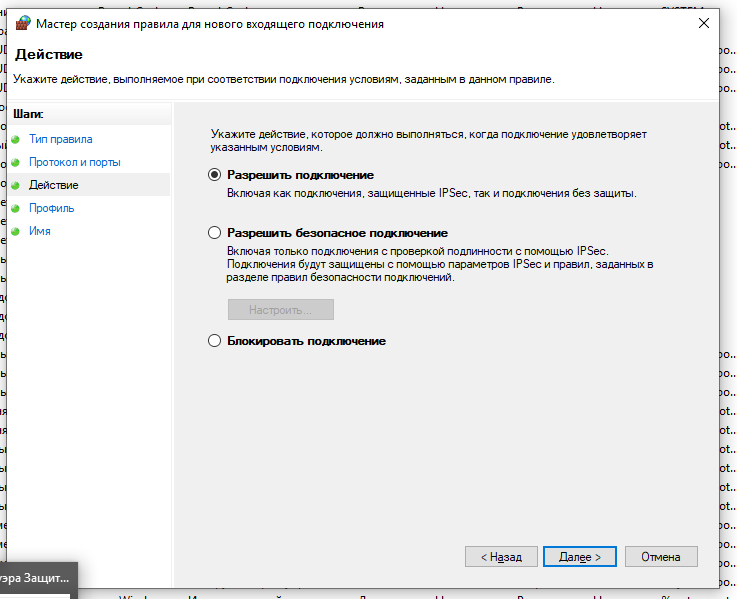 Мастер создания правила для нового входящего подключения
Действие
Укажите действие, выполняемое при соответствии подключения условиям, заданным в данном правиле.
Шаги:
Тип правила
Протокол и порты
Действие
Профиль
Имя
Укажите действие, которое должно выполняться, когда подключение удовлетворяет
указанным условиям.
Разрешить подключение
Включая как подключения, защищенные IPSec, так и подключения без защиты.
Разрешить безопасное подключение
Включая только подключения с проверкой подлинности с помощью IPSec.
Подключения будут защищены с помощью параметров IPSec и правил, заданных в
разделе правил безопасности подключений.
Настроить...
Блокировать подключение
< Назад
Далее >
Отмена
уэра Защит...